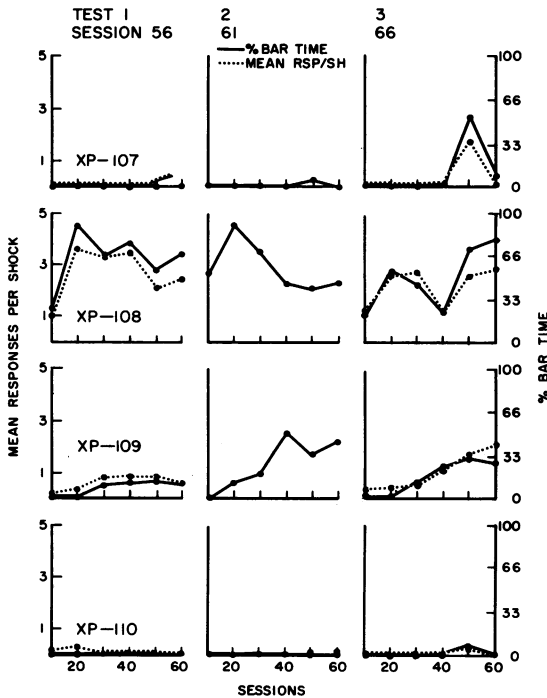 TEST 1 2 3
SESSION 56 61 66
% BAR TIME
MEAN RSP/SH
5
1
XP-107
100
66
33
0
5
3
1
XP-108
100
66
33
0
MEAN RESPONSES PER SHOCK
% BAR TIME
5
1
XP-109
100
66
33
0
5
3
1
XP-110
100
66
33
0
20 40 60 20 40 60 20 40 60
SESSIONS